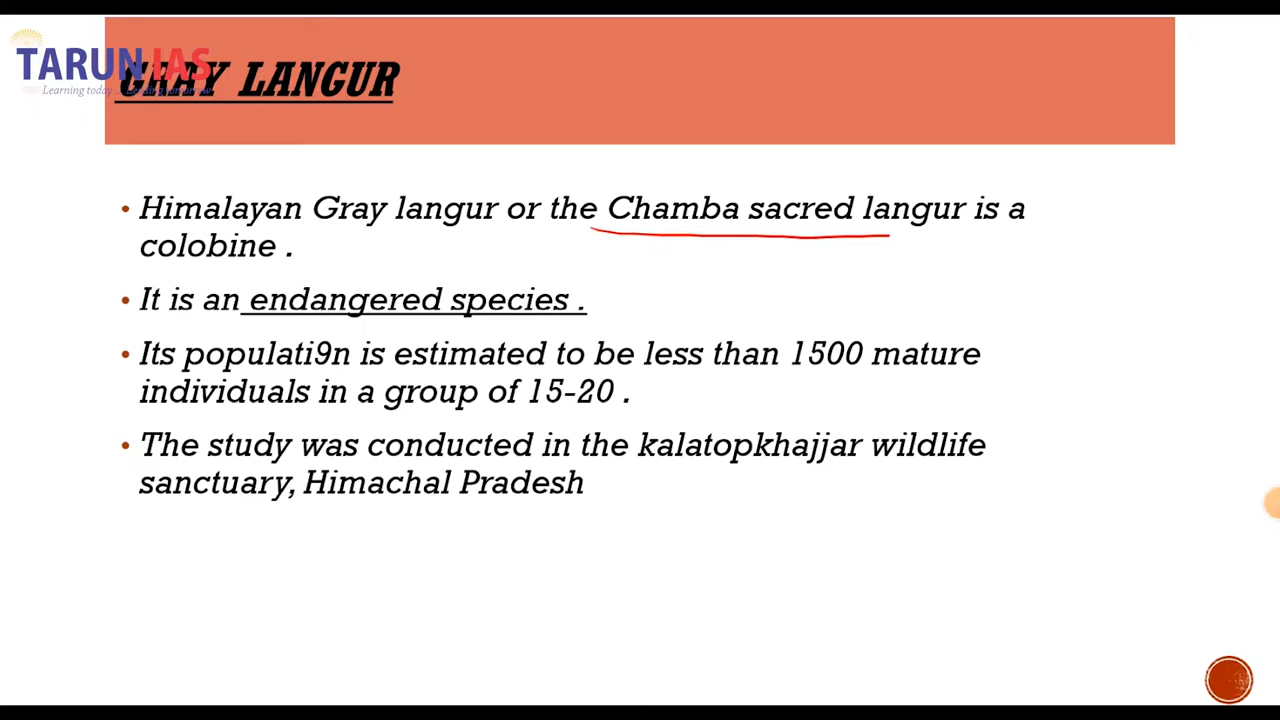 TARUN IAS
Learning today
GRAY LANGUR
• Himalayan Gray langur or the Chamba sacred langur is a
colobine .
• It is an endangered species .
• Its populati9n is estimated to be less than 1500 mature
individuals in a group of 15-20 .
• The study was conducted in the kalatopkhajjar wildlife
sanctuary, Himachal Pradesh